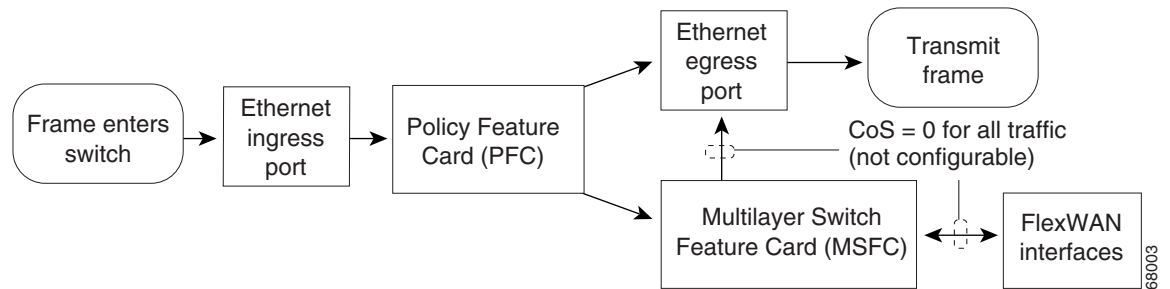 Frame enters
switch
Ethernet
ingress
port
Policy Feature
Card (PFC)
Ethernet
egress
port
Transmit
frame
CoS = 0 for all traffic
(not configurable)
Multilayer Switch
Feature Card (MSFC)
FlexWAN
interfaces
68003